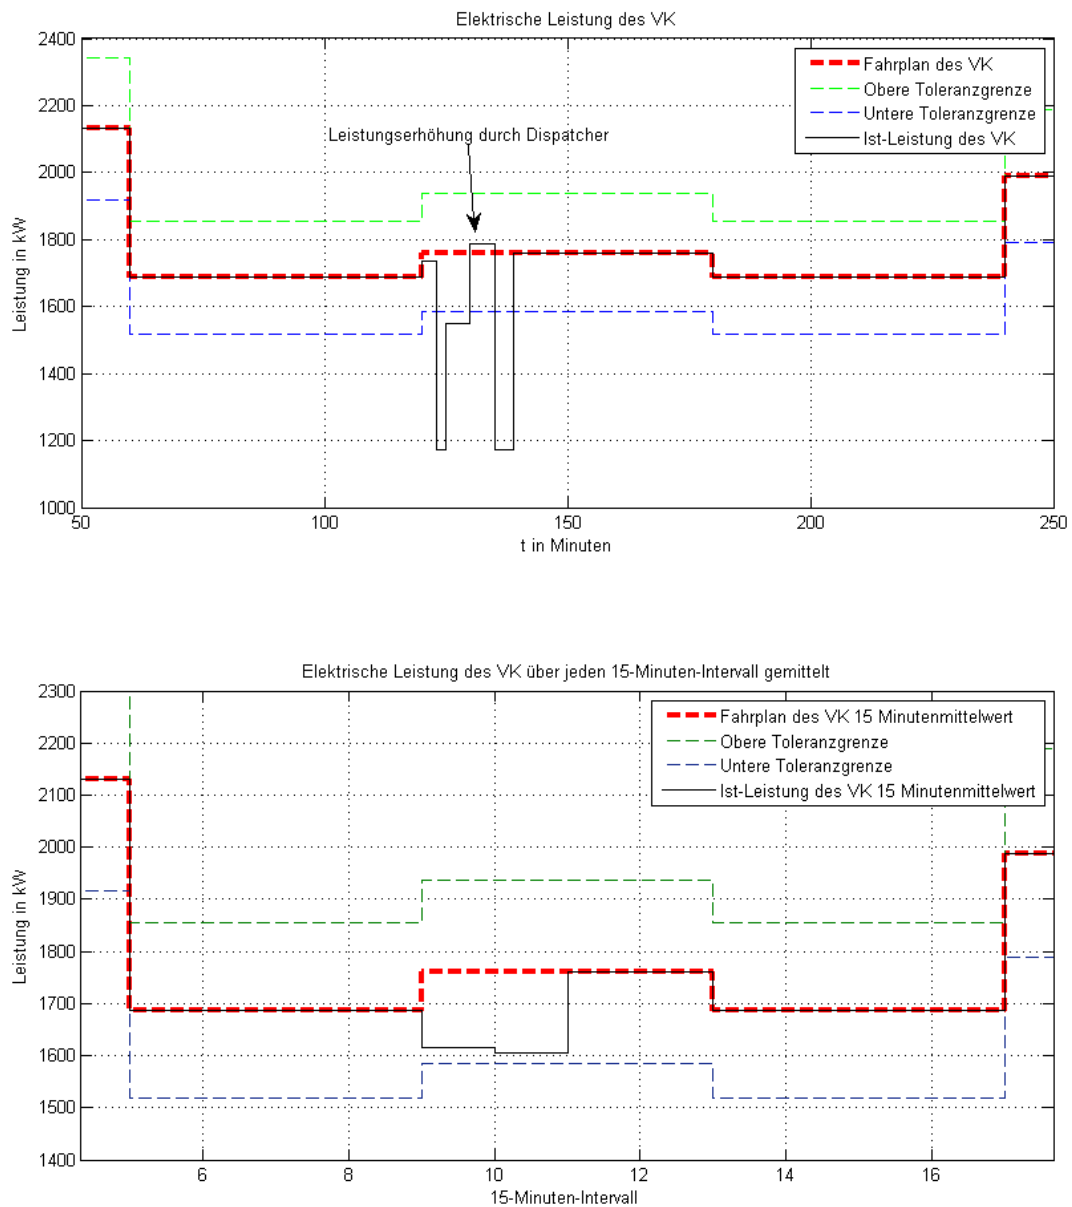 Elektrische Leistung des VK
2400
2200
2000
1800
1600
1400
1200
1000
Leistung in kW
Fahrplan des VK
Obere Toleranzgrenze
Untere Toleranzgrenze
Ist-Leistung des VK
Leistungserhöhung durch Dispatcher
50 100 150 200 250
t in Minuten
Elektrische Leistung des VK über jeden 15-Minuten-Intervall gemittelt
2300
2200
2100
2000
1900
1800
1700
1600
1500
1400
Leistung in kW
Fahrplan des VK 15 Minutenmittelwert
Obere Toleranzgrenze
Untere Toleranzgrenze
Ist-Leistung des VK 15 Minutenmittelwert
6 8 10 12 14 16
15-Minuten-Intervall